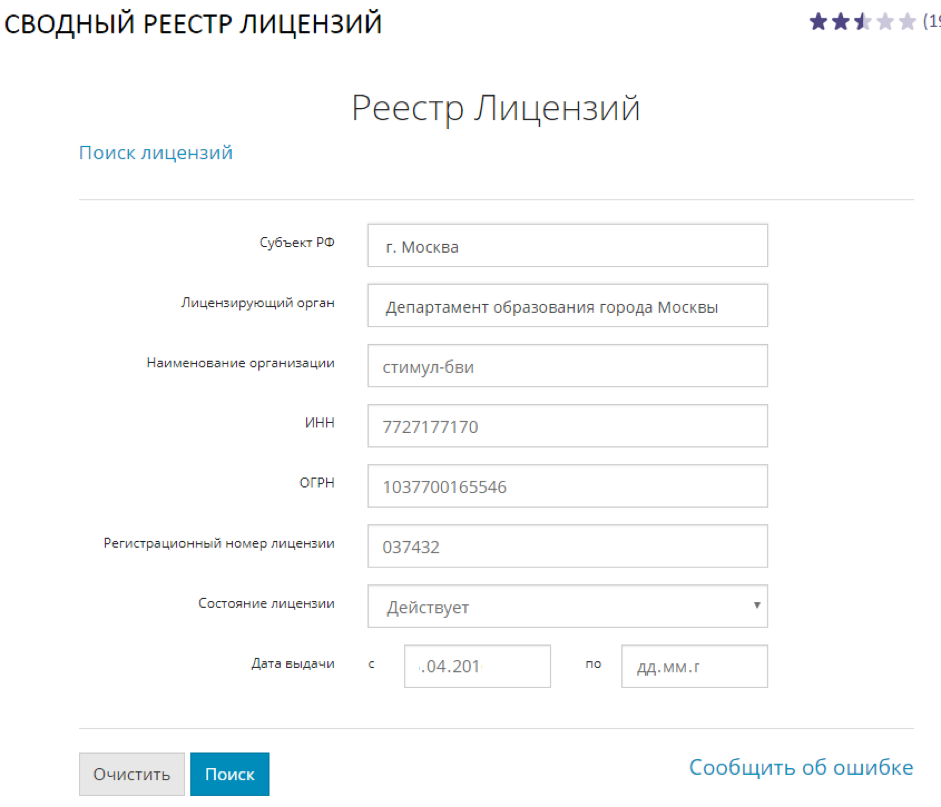 СВОДНЫЙ РЕЕСТР ЛИЦЕНЗИЙ
(19
Реестр Лицензий
Поиск лицензий
Субъект РФ г. Москва
Лицензирующий орган Департамент образования города Москвы
Наименование организации стимул-бви
ИНН 7727177170
ОГРН 1037700165546
Регистрационный номер лицензии 037432
Состояние лицензии Действует
Дата выдачи с .04.201 по дд.мм.г
Очистить Поиск Сообщить об ошибке